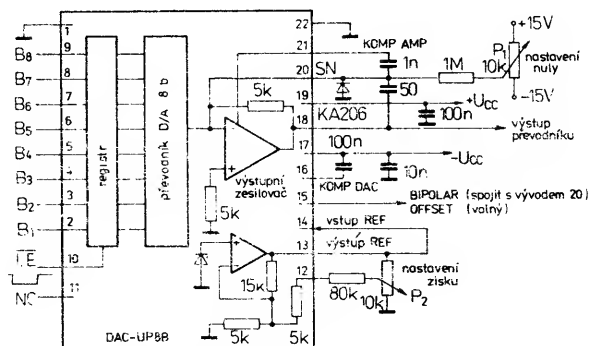 1
B8 9
B7 8
B6 7
B5 6
B4 5
B3 4
B2 3
B1 2
LE 10
NC 11
registr
převodník D/A 8 b
5k
výstupní
zesilovač
5k
15k
5k
5k
DAC-UP8B
22
21
20
19
18
17
16
15
14
13
12
KOMP AMP
1n
SN
KA206
50
1M
P1
10k
+15V
nastavení
nuly
-15V
+Ucc
100n
výstup
převodníku
100n
-Ucc
10n
KOMP DAC
BIPOLAR (spojit s vývodem 20)
OFFSET (volný)
vstup REF
výstup REF
80k
10k
nastavení
zisku
P2